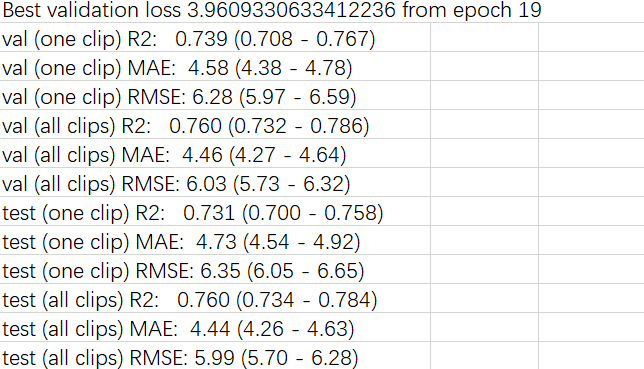 Best validation loss 3.9609330633412236 from epoch 19
val (one clip) R2:   0.739 (0.708 - 0.767)
val (one clip) MAE:  4.58 (4.38 - 4.78)
val (one clip) RMSE: 6.28 (5.97 - 6.59)
val (all clips) R2:   0.760 (0.732 - 0.786)
val (all clips) MAE:  4.46 (4.27 - 4.64)
val (all clips) RMSE: 6.03 (5.73 - 6.32)
test (one clip) R2:   0.731 (0.700 - 0.758)
test (one clip) MAE:  4.73 (4.54 - 4.92)
test (one clip) RMSE: 6.35 (6.05 - 6.65)
test (all clips) R2:   0.760 (0.734 - 0.784)
test (all clips) MAE:  4.44 (4.26 - 4.63)
test (all clips) RMSE: 5.99 (5.70 - 6.28)